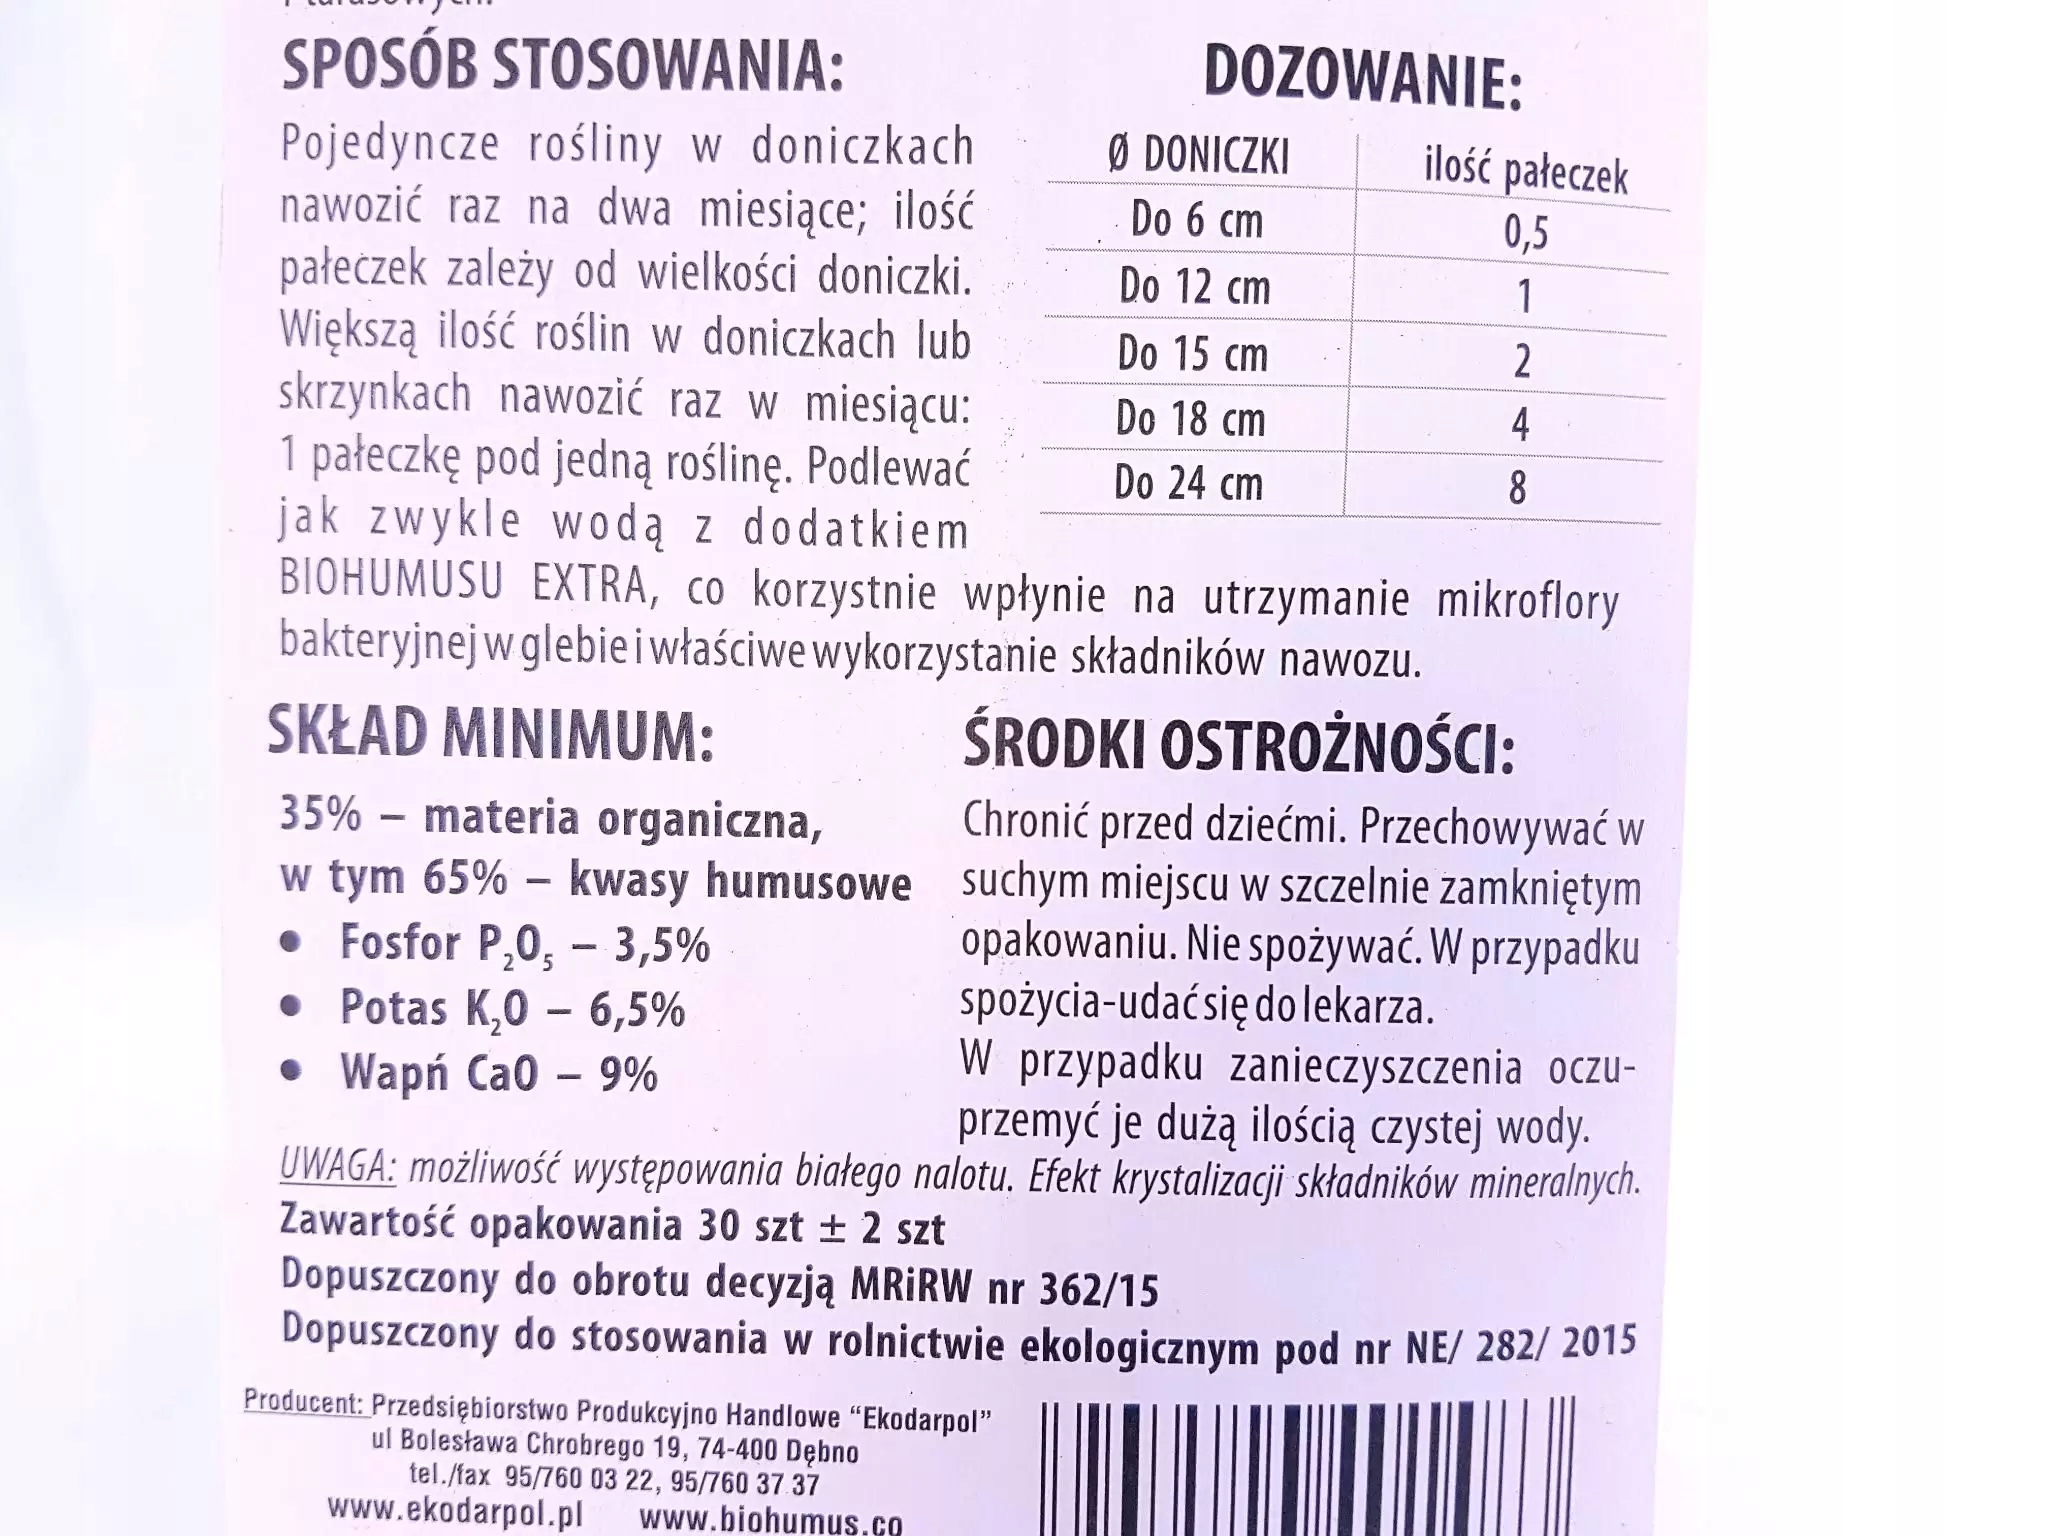 SPOSÓB STOSOWANIA:
Pojedyncze rośliny w doniczkach
nawozić raz na dwa miesiące; ilość
pałeczek zależy od wielkości doniczki.
Większą ilość roślin w doniczkach lub
skrzynkach nawozić raz w miesiącu:
1 pałeczkę pod jedną roślinę. Podlewać
jak zwykle wodą z dodatkiem
BIOHUMUSU EXTRA, co korzystnie wpłynie na utrzymanie mikroflory
bakteryjnej w glebie i właściwe wykorzystanie składników nawozu.
DOZOWANIE:
Ø DONICZKI ilość pałeczek
Do 6 cm 0,5
Do 12 cm 1
Do 15 cm 2
Do 18 cm 4
Do 24 cm 8
SKŁAD MINIMUM:
35% – materia organiczna,
w tym 65% – kwasy humusowe
• Fosfor P₂O₅ – 3,5%
• Potas K₂O – 6,5%
• Wapń CaO – 9%
ŚRODKI OSTROŻNOŚCI:
Chronić przed dziećmi. Przechowywać w
suchym miejscu w szczelnie zamkniętym
opakowaniu. Nie spożywać. W przypadku
spożycia-udać się do lekarza.
W przypadku zanieczyszczenia oczu-
przemyć je dużą ilością czystej wody.
UWAGA: możliwość występowania białego nalotu. Efekt krystalizacji składników mineralnych.
Zawartość opakowania 30 szt ± 2 szt
Dopuszczony do obrotu decyzją MRiRW nr 362/15
Dopuszczony do stosowania w rolnictwie ekologicznym pod nr NE/ 282/ 2015
Producent: Przedsiębiorstwo Produkcyjno Handlowe “Ekodarpol”
ul Bolesława Chrobrego 19, 74-400 Dębno
tel./fax 95/760 03 22, 95/760 37 37
www.ekodarpol.pl www.biohumus.co